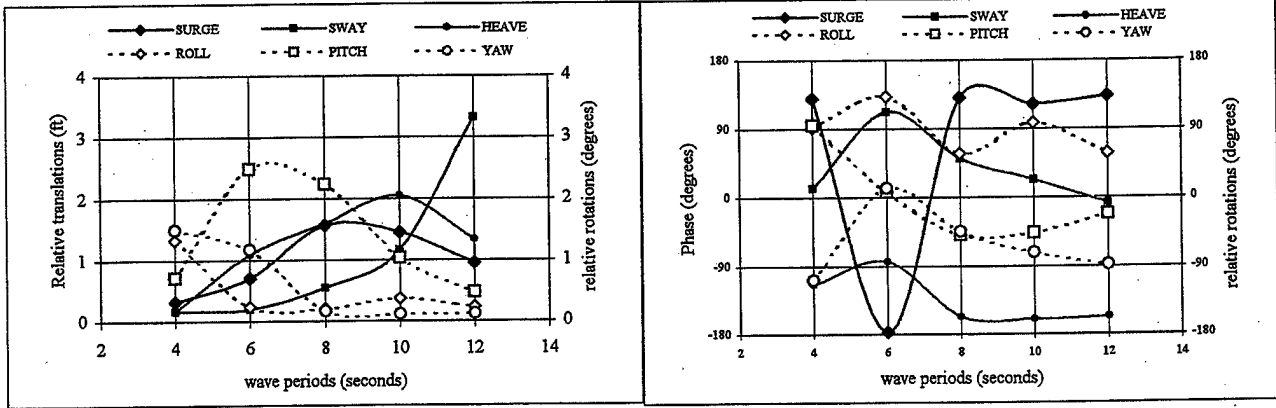 SURGE SWAY HEAVE
ROLL PITCH YAW
4
3
2
1
0
Relative translations (ft)
4
3
2
1
0
relative rotations (degrees)
2 4 6 8 10 12 14
wave periods (seconds)
SURGE SWAY HEAVE
ROLL PITCH YAW
180
90
0
-90
-180
Phase (degrees)
180
90
0
-90
-180
relative rotations (degrees)
2 4 6 8 10 12 14
wave periods (seconds)